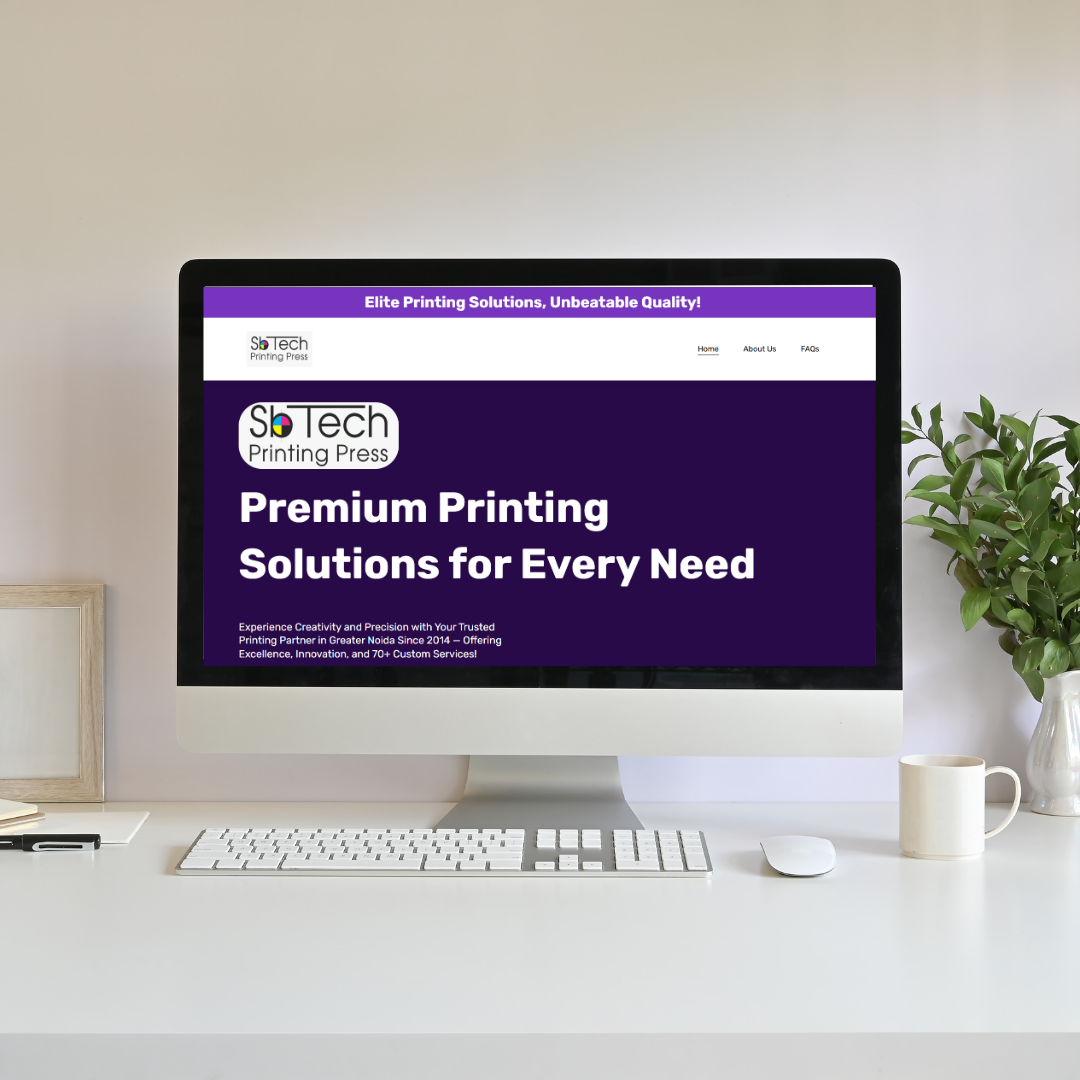 Elite Printing Solutions, Unbeatable Quality!
SbTech
Printing Press
Home About Us FAQs
SbTech
Printing Press
Premium Printing
Solutions for Every Need
Experience Creativity and Precision with Your Trusted
Printing Partner in Greater Noida Since 2014 — Offering
Excellence, Innovation, and 70+ Custom Services!